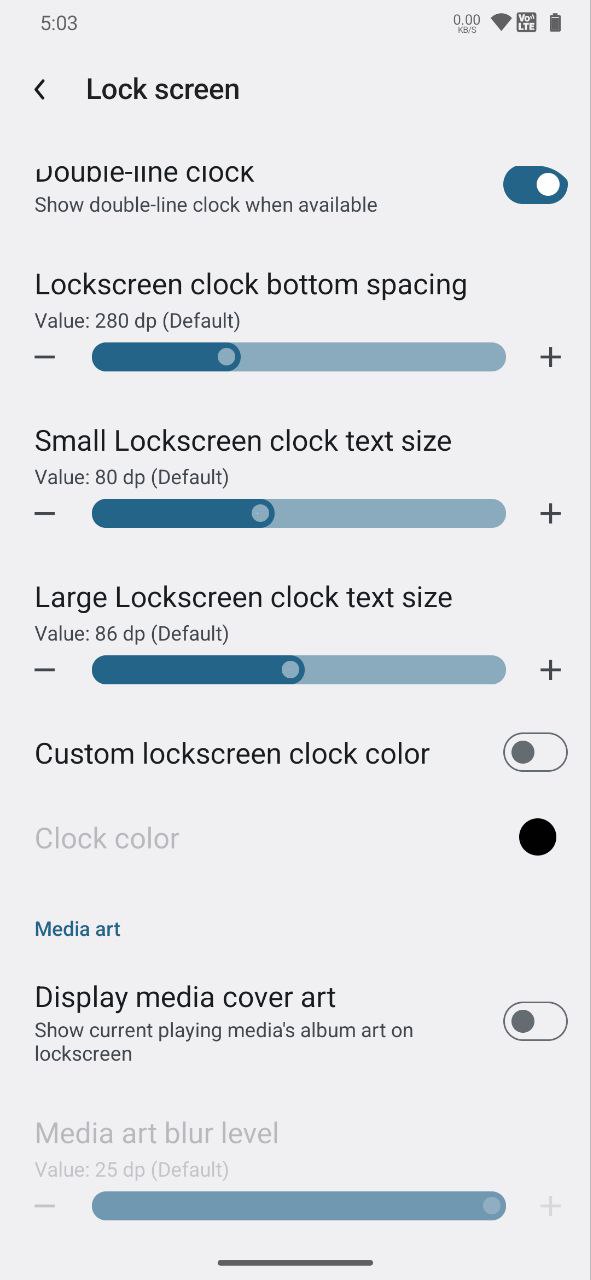 5:03
0.00
KB/S
Vo))
LTE
Lock screen
Double-line clock
Show double-line clock when available
Lockscreen clock bottom spacing
Value: 280 dp (Default)
Small Lockscreen clock text size
Value: 80 dp (Default)
Large Lockscreen clock text size
Value: 86 dp (Default)
Custom lockscreen clock color
Clock color
Media art
Display media cover art
Show current playing media's album art on
lockscreen
Media art blur level
Value: 25 dp (Default)